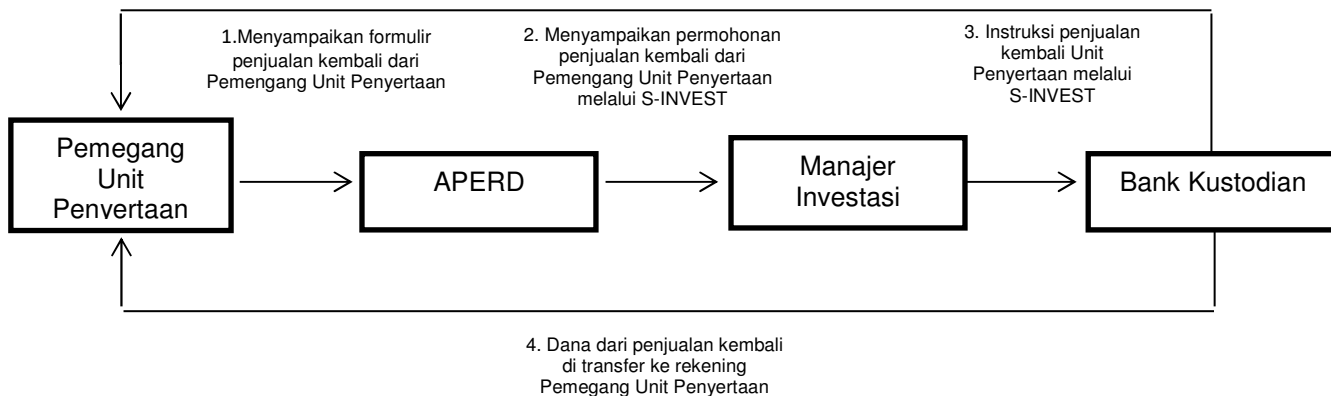 1.Menyampaikan formulir
penjualan kembali dari
Pemengang Unit Penyertaan
2. Menyampaikan permohonan
penjualan kembali dari
Pemengang Unit Penyertaan
melalui S-INVEST
3. Instruksi penjualan
kembali Unit
Penyertaan melalui
S-INVEST
Pemegang
Unit
Penyertaan
APERD
Manajer
Investasi
Bank Kustodian
4. Dana dari penjualan kembali
di transfer ke rekening
Pemegang Unit Penyertaan